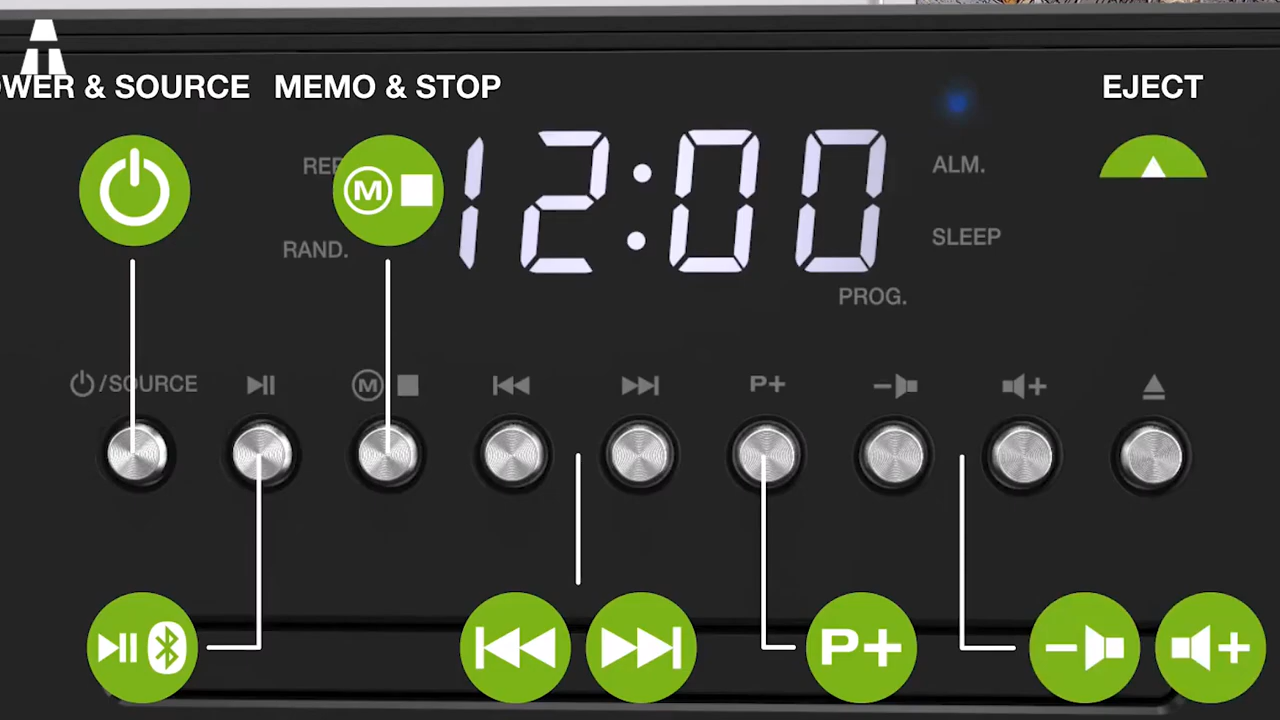 OWER & SOURCE
MEMO & STOP
EJECT
M
12:00
ALM.
RAND.
SLEEP
PROG.
/SOURCE
M
P+
P+